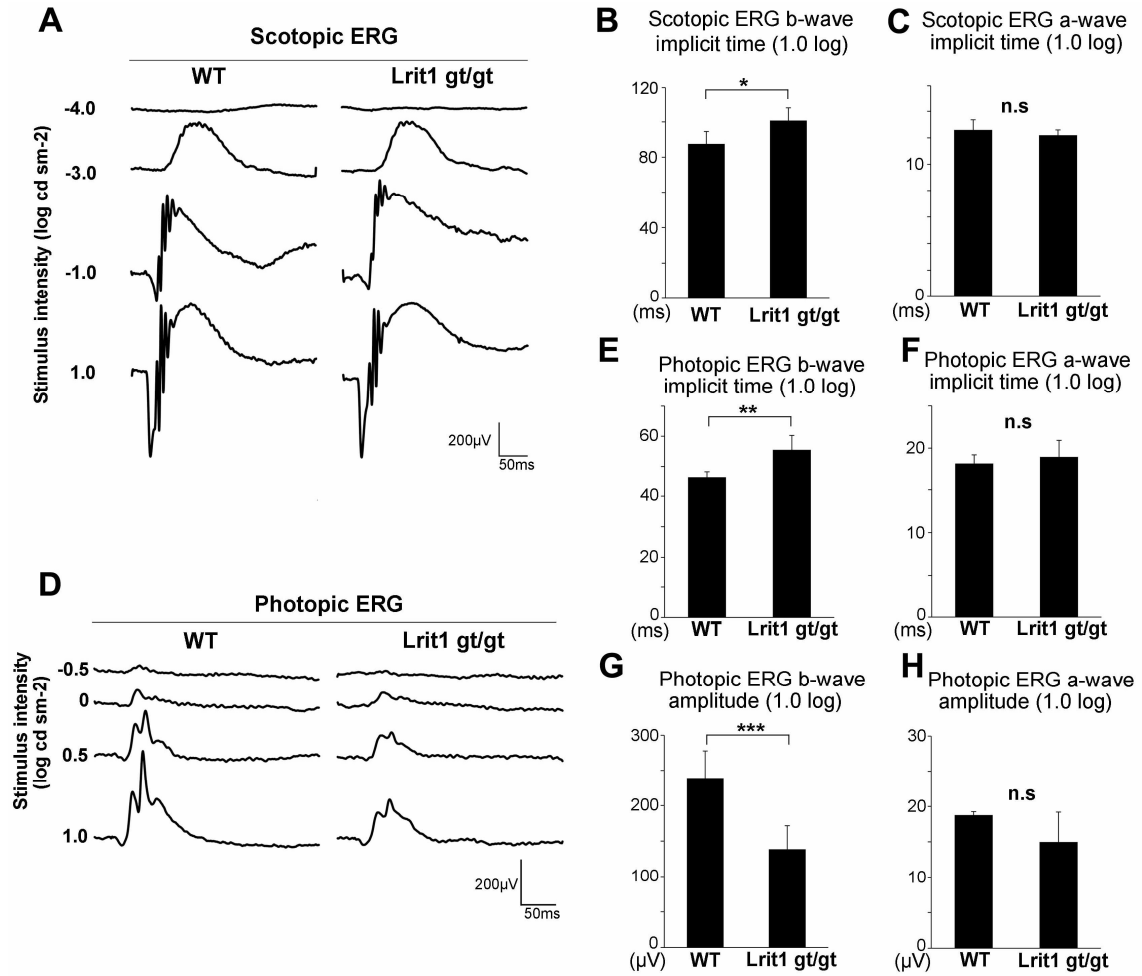 A
Scotopic ERG
WT
Lrit1 gt/gt
Stimulus intensity (log cd sm-2)
-4.0
-3.0
-1.0
1.0
200µV
50ms
B
Scotopic ERG b-wave
implicit time (1.0 log)
120
80
40
0
(ms)
*
WT
Lrit1 gt/gt
C
Scotopic ERG a-wave
implicit time (1.0 log)
10
0
(ms)
n.s
WT
Lrit1 gt/gt
D
Photopic ERG
WT
Lrit1 gt/gt
Stimulus intensity
(log cd sm-2)
-0.5
0
0.5
1.0
200µV
50ms
E
Photopic ERG b-wave
implicit time (1.0 log)
60
40
20
0
(ms)
**
WT
Lrit1 gt/gt
F
Photopic ERG a-wave
implicit time (1.0 log)
20
10
0
(ms)
n.s
WT
Lrit1 gt/gt
G
Photopic ERG b-wave
amplitude (1.0 log)
300
200
100
0
(µV)
***
WT
Lrit1 gt/gt
H
Photopic ERG a-wave
amplitude (1.0 log)
30
20
10
0
(µV)
n.s
WT
Lrit1 gt/gt